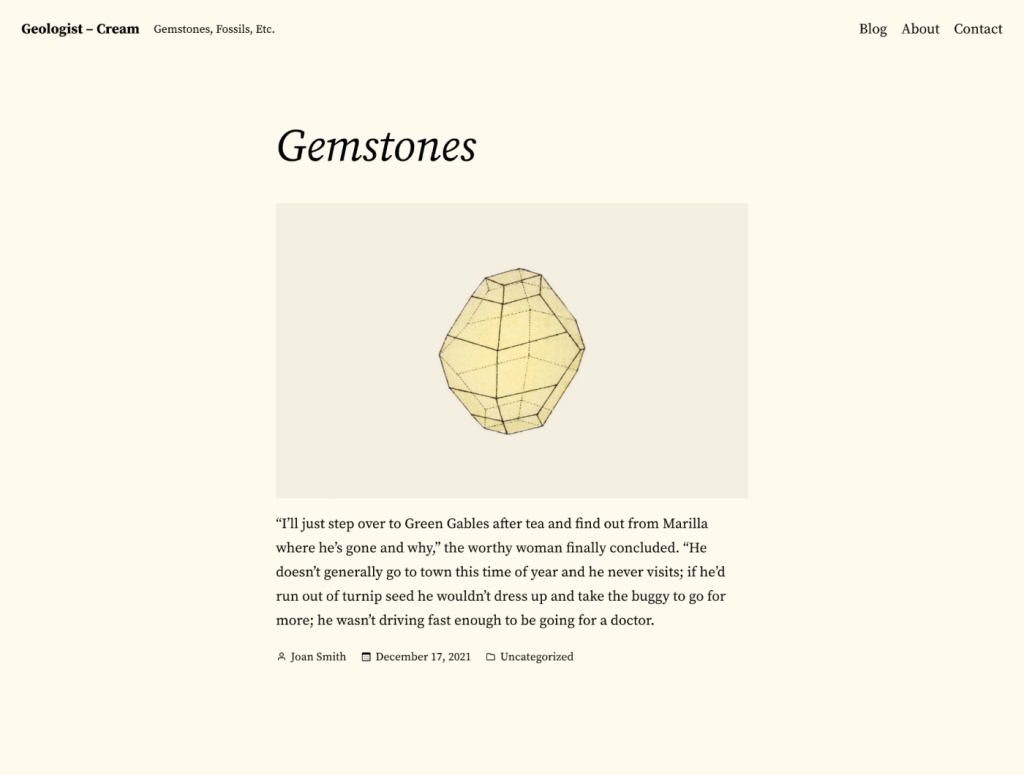 Geologist – Cream Gemstones, Fossils, Etc. Blog About Contact
Gemstones
“I’ll just step over to Green Gables after tea and find out from Marilla
where he’s gone and why,” the worthy woman finally concluded. “He
doesn’t generally go to town this time of year and he never visits; if he’d
run out of turnip seed he wouldn’t dress up and take the buggy to go for
more; he wasn’t driving fast enough to be going for a doctor.
Joan Smith December 17, 2021 Uncategorized